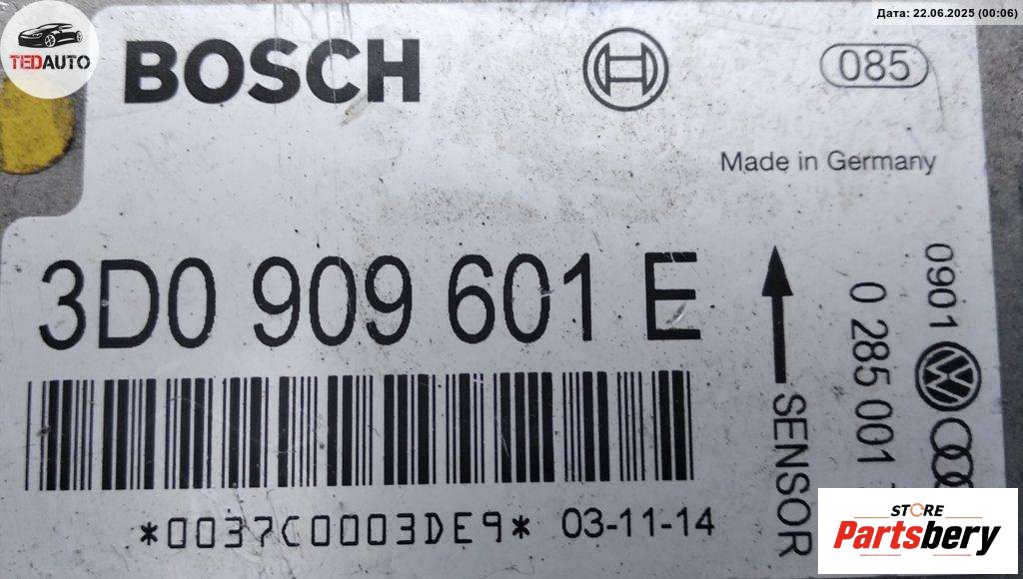 Дата: 22.06.2025 (00:06)
TEDAUTO
BOSCH
085
Made in Germany
3D0 909 601 E
*0037C0003DE9* 03-11-14
SENSOR
0 285 001
0901
STORE
Partsbery